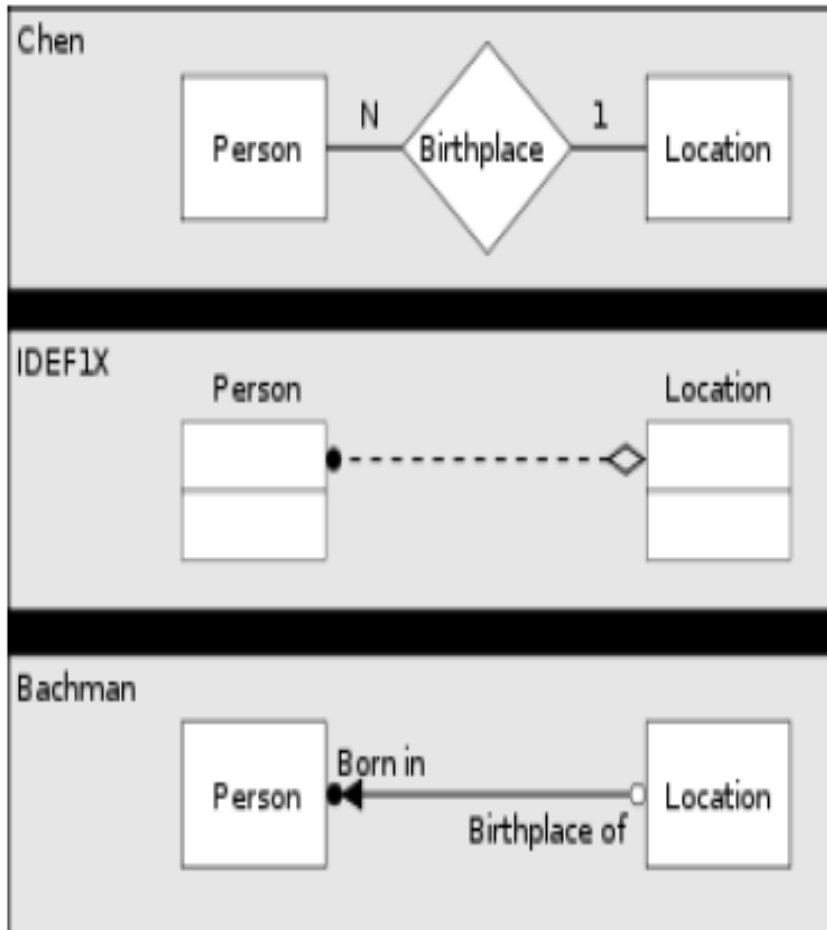 Chen
Person N Birthplace 1 Location
IDEF1X
Person Location
Bachman
Person Born in Location
Birthplace of